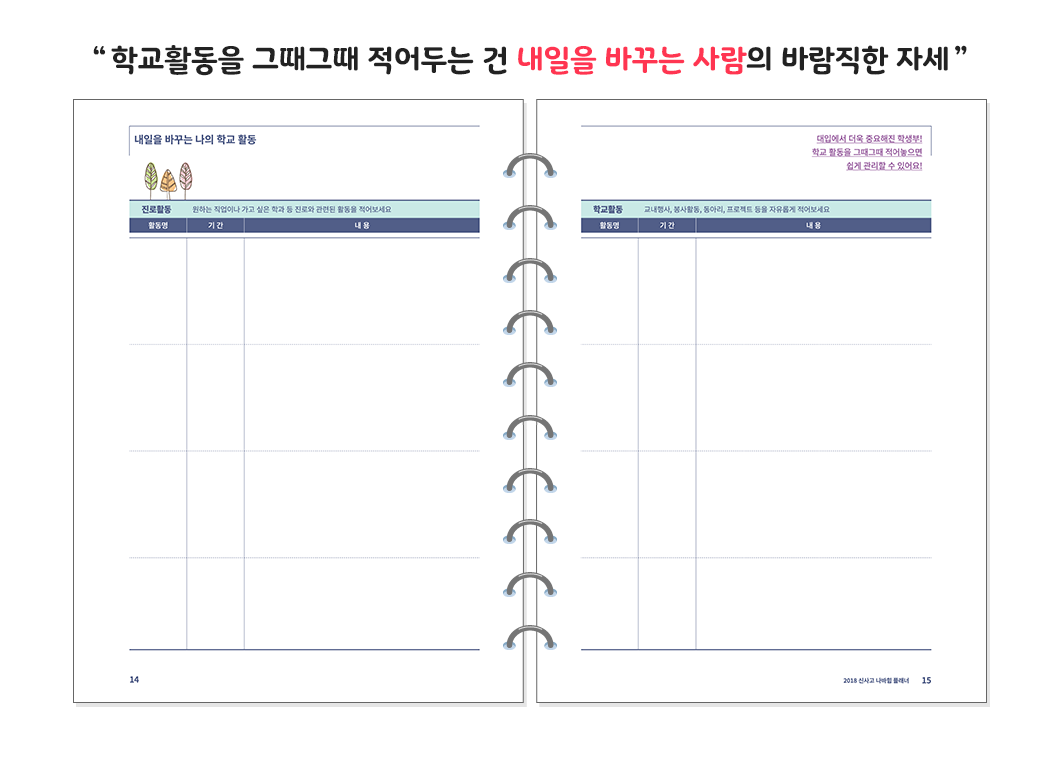 “ 학교활동을 그때그때 적어두는 건 내일을 바꾸는 사람의 바람직한 자세 ”
내일을 바꾸는 나의 학교 활동
진로활동 원하는 직업이나 가고 싶은 학과 등 진로와 관련된 활동을 적어보세요
활동명 기 간 내 용
14
대입에서 더욱 중요해진 학생부!
학교 활동을 그때그때 적어놓으면
쉽게 관리할 수 있어요!
학교활동 교내행사, 봉사활동, 동아리, 프로젝트 등을 자유롭게 적어보세요
활동명 기 간 내 용
2018 신사고 나바힘 플래너 15